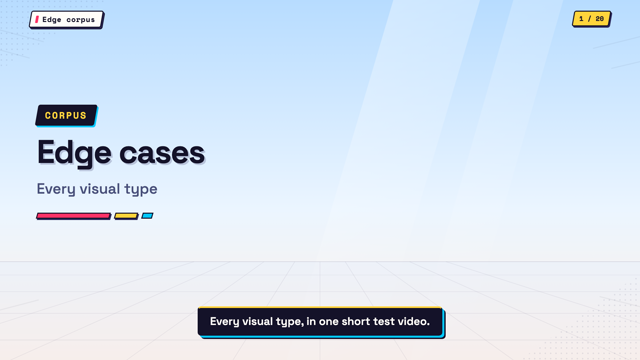 Edge corpus
1 / 20
CORPUS
Edge cases
Every visual type
Every visual type, in one short test video.